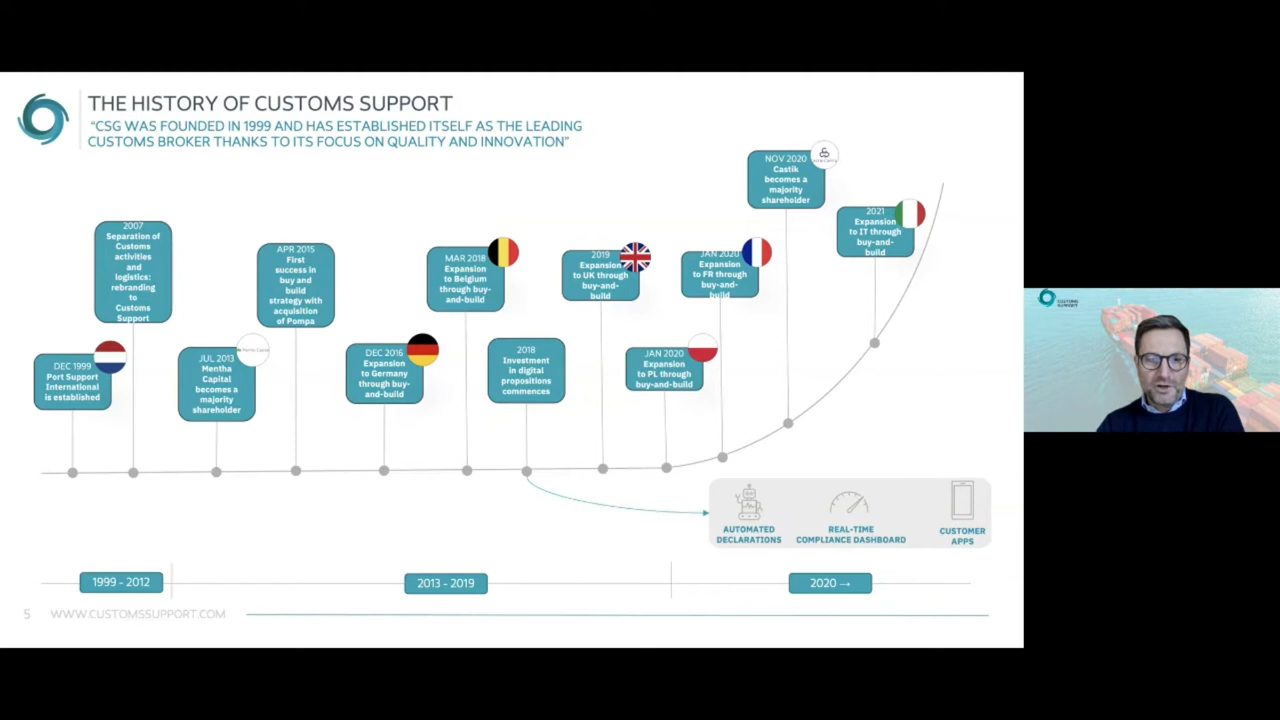 THE HISTORY OF CUSTOMS SUPPORT
"CSG WAS FOUNDED IN 1999 AND HAS ESTABLISHED ITSELF AS THE LEADING
CUSTOMS BROKER THANKS TO ITS FOCUS ON QUALITY AND INNOVATION"
DEC 1999
Port Support
International
is established
2007
Separation of
Customs
activities
and
logistics:
rebranding
to
Customs
Support
JUL 2013
Mentha
Capital
becomes a
majority
shareholder
APR 2015
First
success in
buy and
build
strategy with
acquisition
of Pompa
DEC 2016
Expansion
to Germany
through buy-
and-build
MAR 2018
Expansion
to Belgium
through buy-
and-build
2018
Investment
in digital
propositions
commences
2019
Expansion
to UK through
buy-and-
build
JAN 2020
Expansion
to PL through
buy-and-build
JAN 2020
Expansion
to FR through
buy-and-
build
NOV 2020
Castik
becomes a
majority
shareholder
2021
Expansion
to IT through
buy-and-
build
AUTOMATED
DECLARATIONS
REAL-TIME
COMPLIANCE DASHBOARD
CUSTOMER
APPS
1999 - 2012
2013 - 2019
2020 →
5 WWW.CUSTOMSSUPPORT.COM
CUSTOMS
SUPPORT